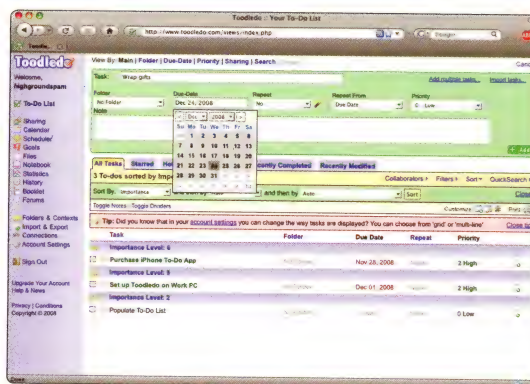 Toodledo :: Your To-Do List
http://www.toodledo.com/views/index.php
Google
Toodledo
Welcome,
highgroundspam
To-Do List
Sharing
Calendar
Scheduler
Goals
Files
Notebook
Statistics
History
Booklet
Forums
Folders & Contexts
Import & Export
Connections
Account Settings
Sign Out
Upgrade Your Account
Help & News
Privacy | Conditions
Copyright © 2008
View By: Main | Folder | Due-Date | Priority | Sharing | Search
Task: Wrap gifts
Add multiple tasks... Import tasks...
Folder Due-Date Repeat Repeat From Priority
No Folder Dec 24, 2008 No Due Date 0 Low
Note
Dec 2008
Su Mo Tu We Th Fr Sa
1 2 3 4 5 6
7 8 9 10 11 12 13
14 15 16 17 18 19 20
21 22 23 24 25 26 27
28 29 30 31
All Tasks Starred Recently Completed Recently Modified
3 To-dos sorted by
Collaborators Filters Sort QuickSearch
Sort By: Importance and then by and then by Auto Sort
Toggle Notes Toggle Dividers
Customize Print
Tip: Did you know that in your account settings you can change the way tasks are displayed? You can choose from 'grid' or 'multi-line' Close tip
Task Folder Due Date Repeat Priority
Importance Level: 6
Purchase iPhone To-Do App Nov 28, 2008 2 High
Set up Toodledo on Work PC Dec 01, 2008 2 High
Importance Level: 2
Populate To-Do List 0 Low
Done